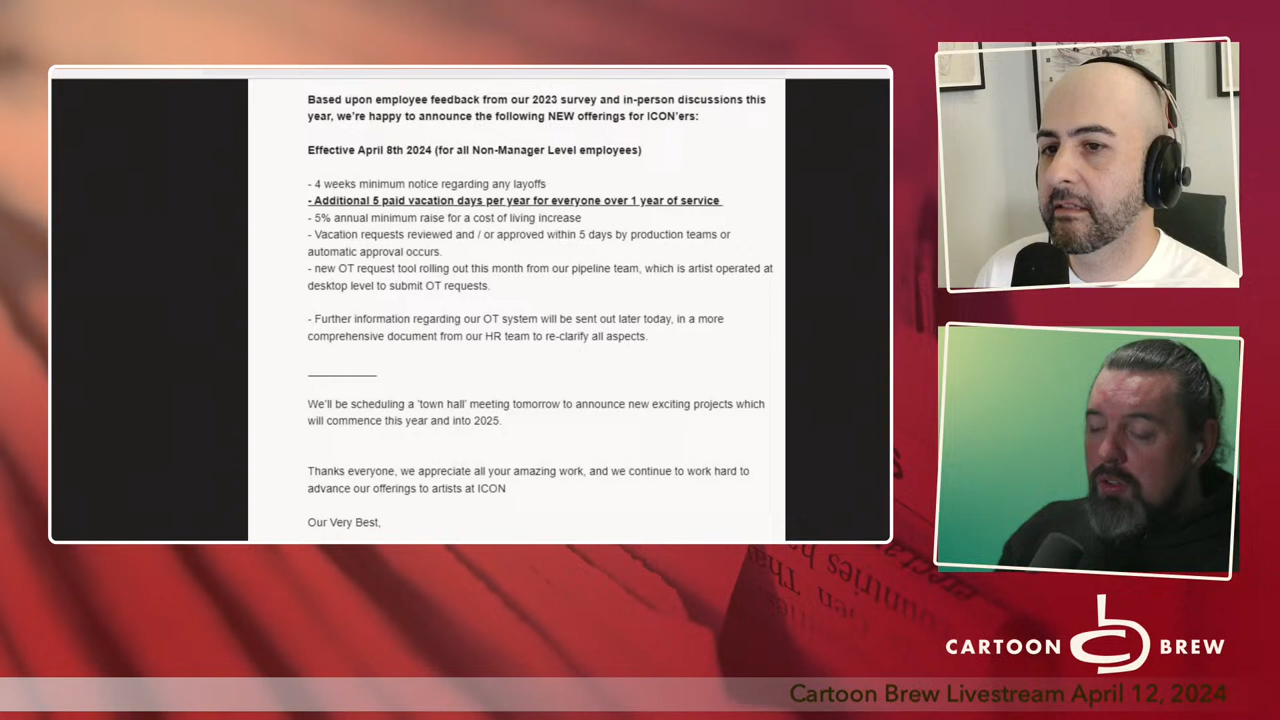 Based upon employee feedback from our 2023 survey and in-person discussions this
year, we're happy to announce the following NEW offerings for ICON'ers:
Effective April 8th 2024 (for all Non-Manager Level employees)
- 4 weeks minimum notice regarding any layoffs
- Additional 5 paid vacation days per year for everyone over 1 year of service
- 5% annual minimum raise for a cost of living increase
- Vacation requests reviewed and / or approved within 5 days by production teams or
automatic approval occurs.
- new OT request tool rolling out this month from our pipeline team, which is artist operated at
desktop level to submit OT requests.
- Further information regarding our OT system will be sent out later today, in a more
comprehensive document from our HR team to re-clarify all aspects.
We'll be scheduling a 'town hall' meeting tomorrow to announce new exciting projects which
will commence this year and into 2025.
Thanks everyone, we appreciate all your amazing work, and we continue to work hard to
advance our offerings to artists at ICON
Our Very Best,
CARTOON BREW
Cartoon Brew Livestream April 12, 2024